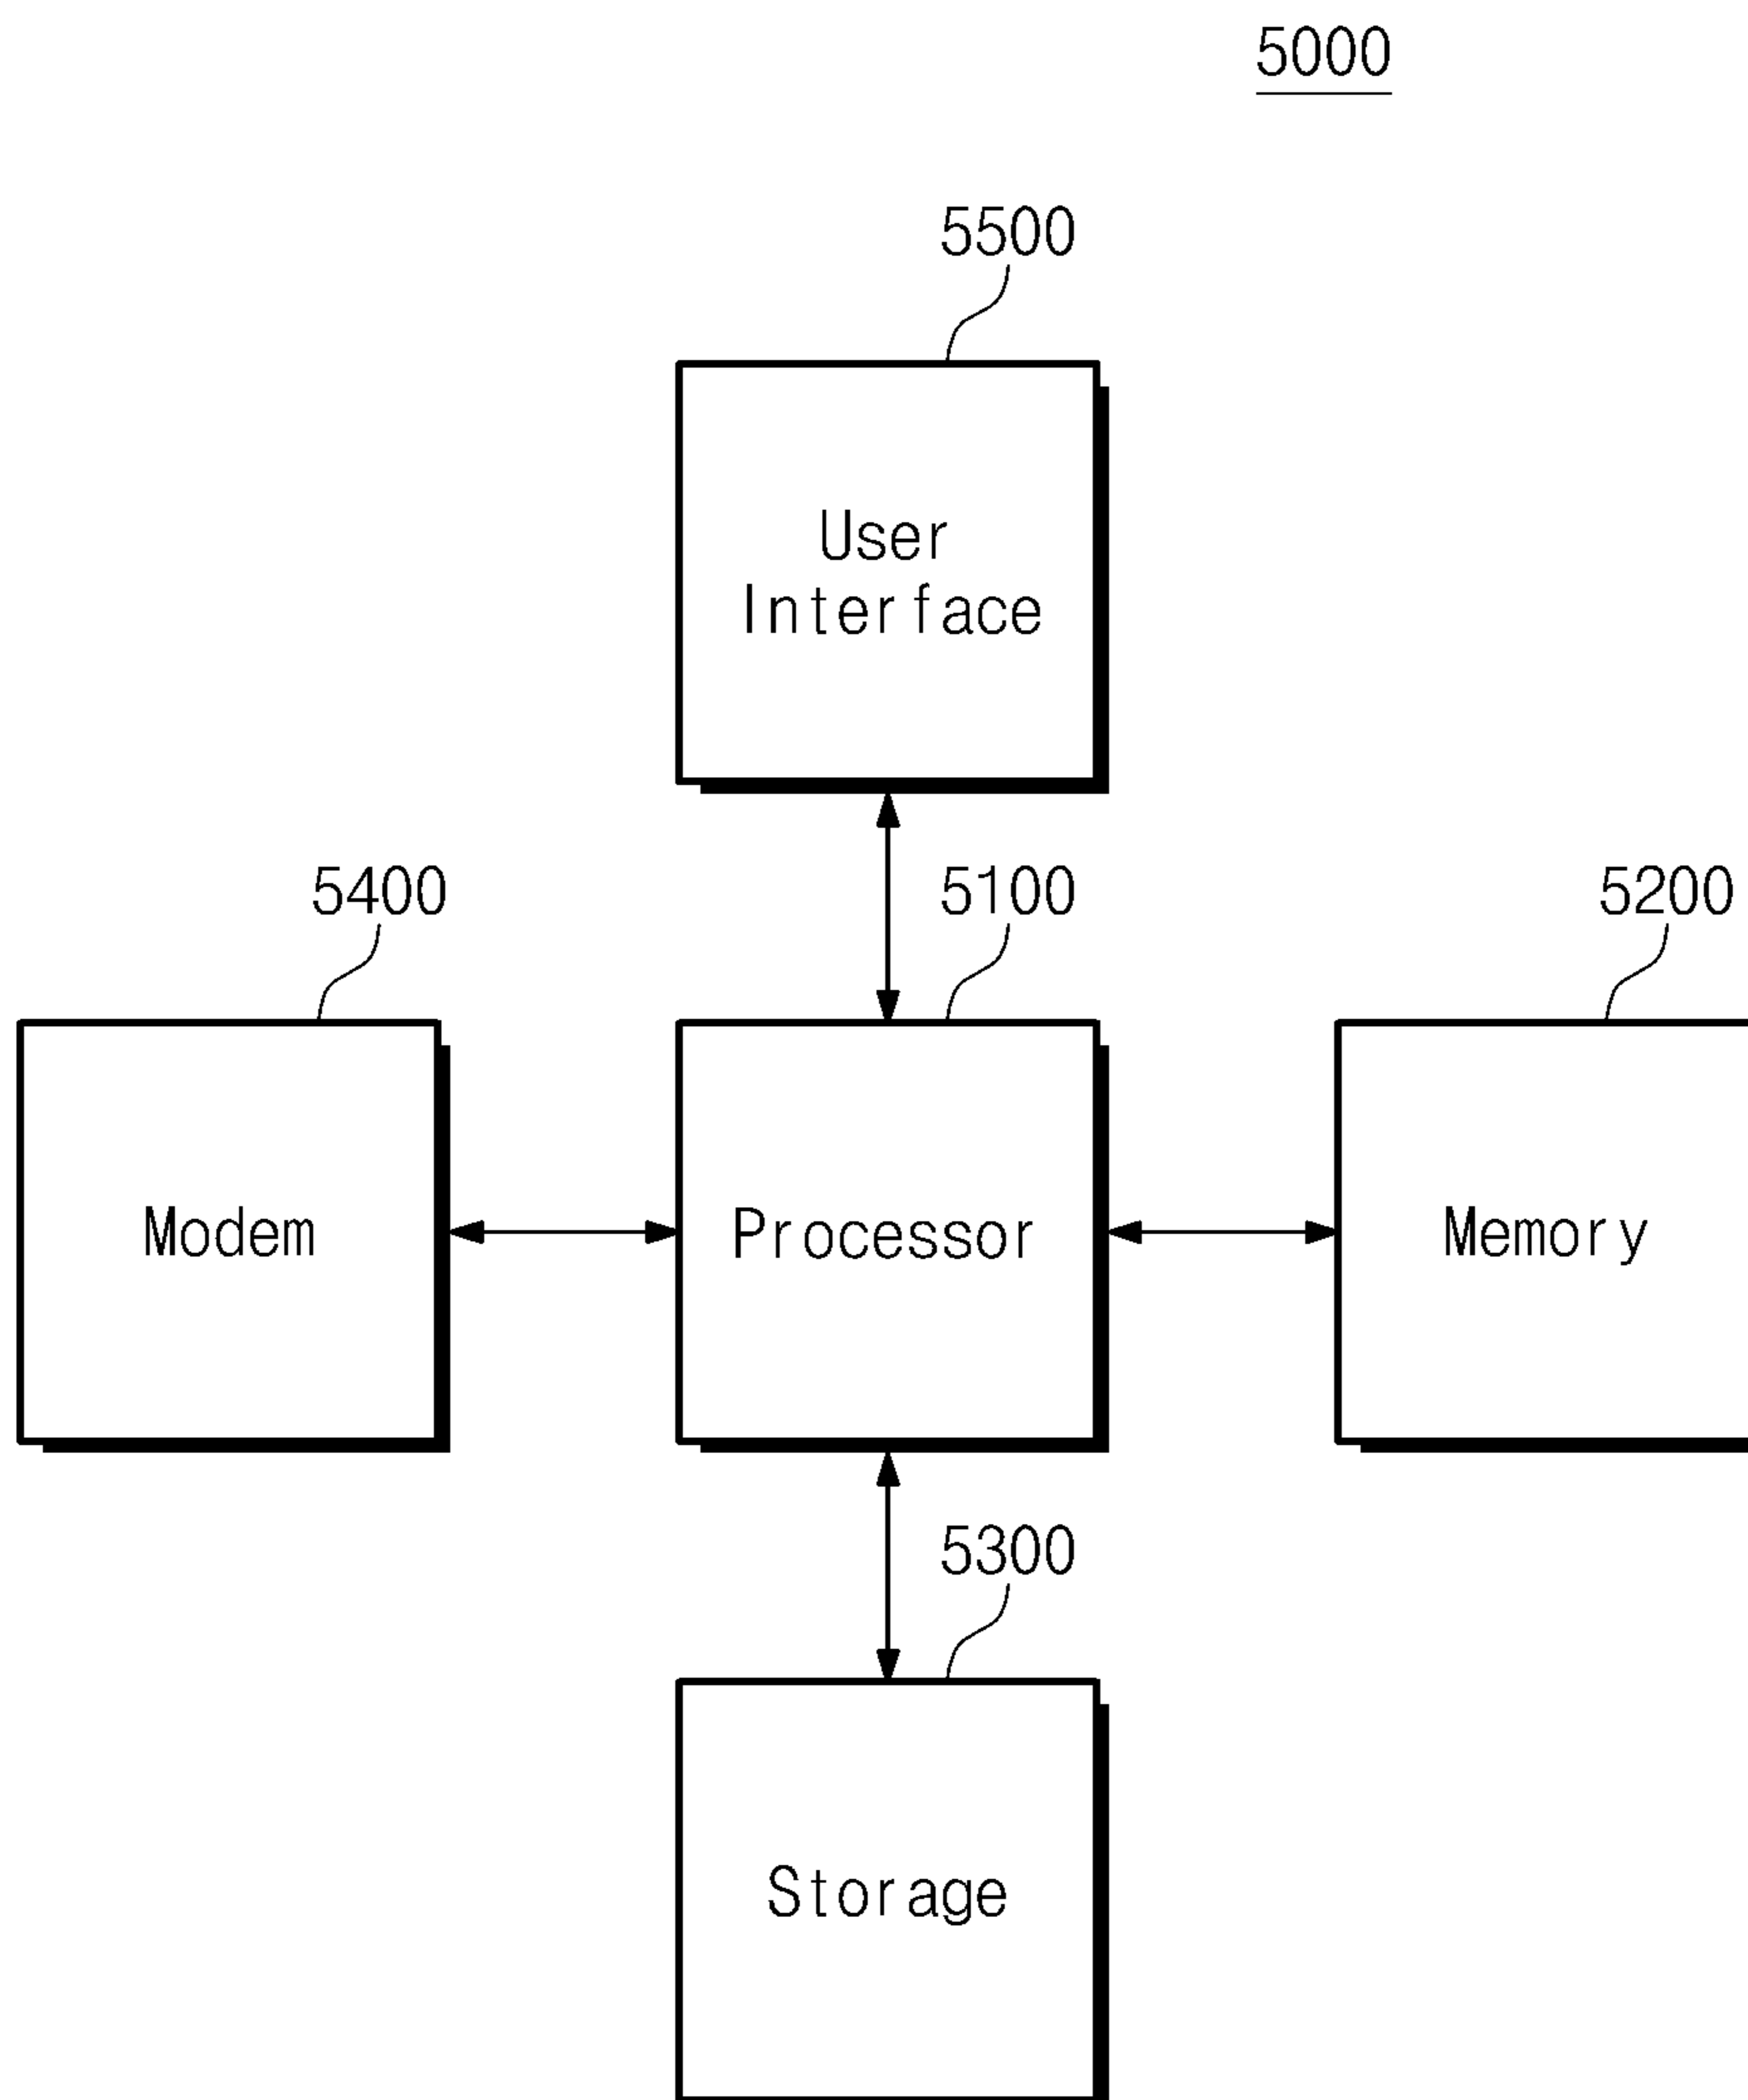 5000
5500
User
Interface
5400
5100
5200
Modem
Processor
Memory
5300
Storage